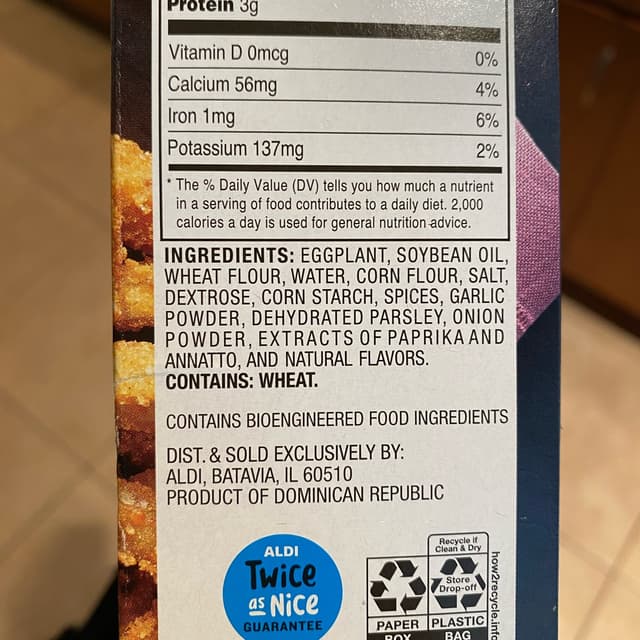 Protein 3g
Vitamin D 0mcg 0%
Calcium 56mg 4%
Iron 1mg 6%
Potassium 137mg 2%
* The % Daily Value (DV) tells you how much a nutrient
in a serving of food contributes to a daily diet. 2,000
calories a day is used for general nutrition advice.
INGREDIENTS: EGGPLANT, SOYBEAN OIL,
WHEAT FLOUR, WATER, CORN FLOUR, SALT,
DEXTROSE, CORN STARCH, SPICES, GARLIC
POWDER, DEHYDRATED PARSLEY, ONION
POWDER, EXTRACTS OF PAPRIKA AND
ANNATTO, AND NATURAL FLAVORS.
CONTAINS: WHEAT.
CONTAINS BIOENGINEERED FOOD INGREDIENTS
DIST. & SOLD EXCLUSIVELY BY:
ALDI, BATAVIA, IL 60510
PRODUCT OF DOMINICAN REPUBLIC
ALDI
Twice
as Nice
GUARANTEE
Recycle if
Clean & Dry
Store
Drop-off
PAPER
BOX
PLASTIC
BAG
how2recycle.info